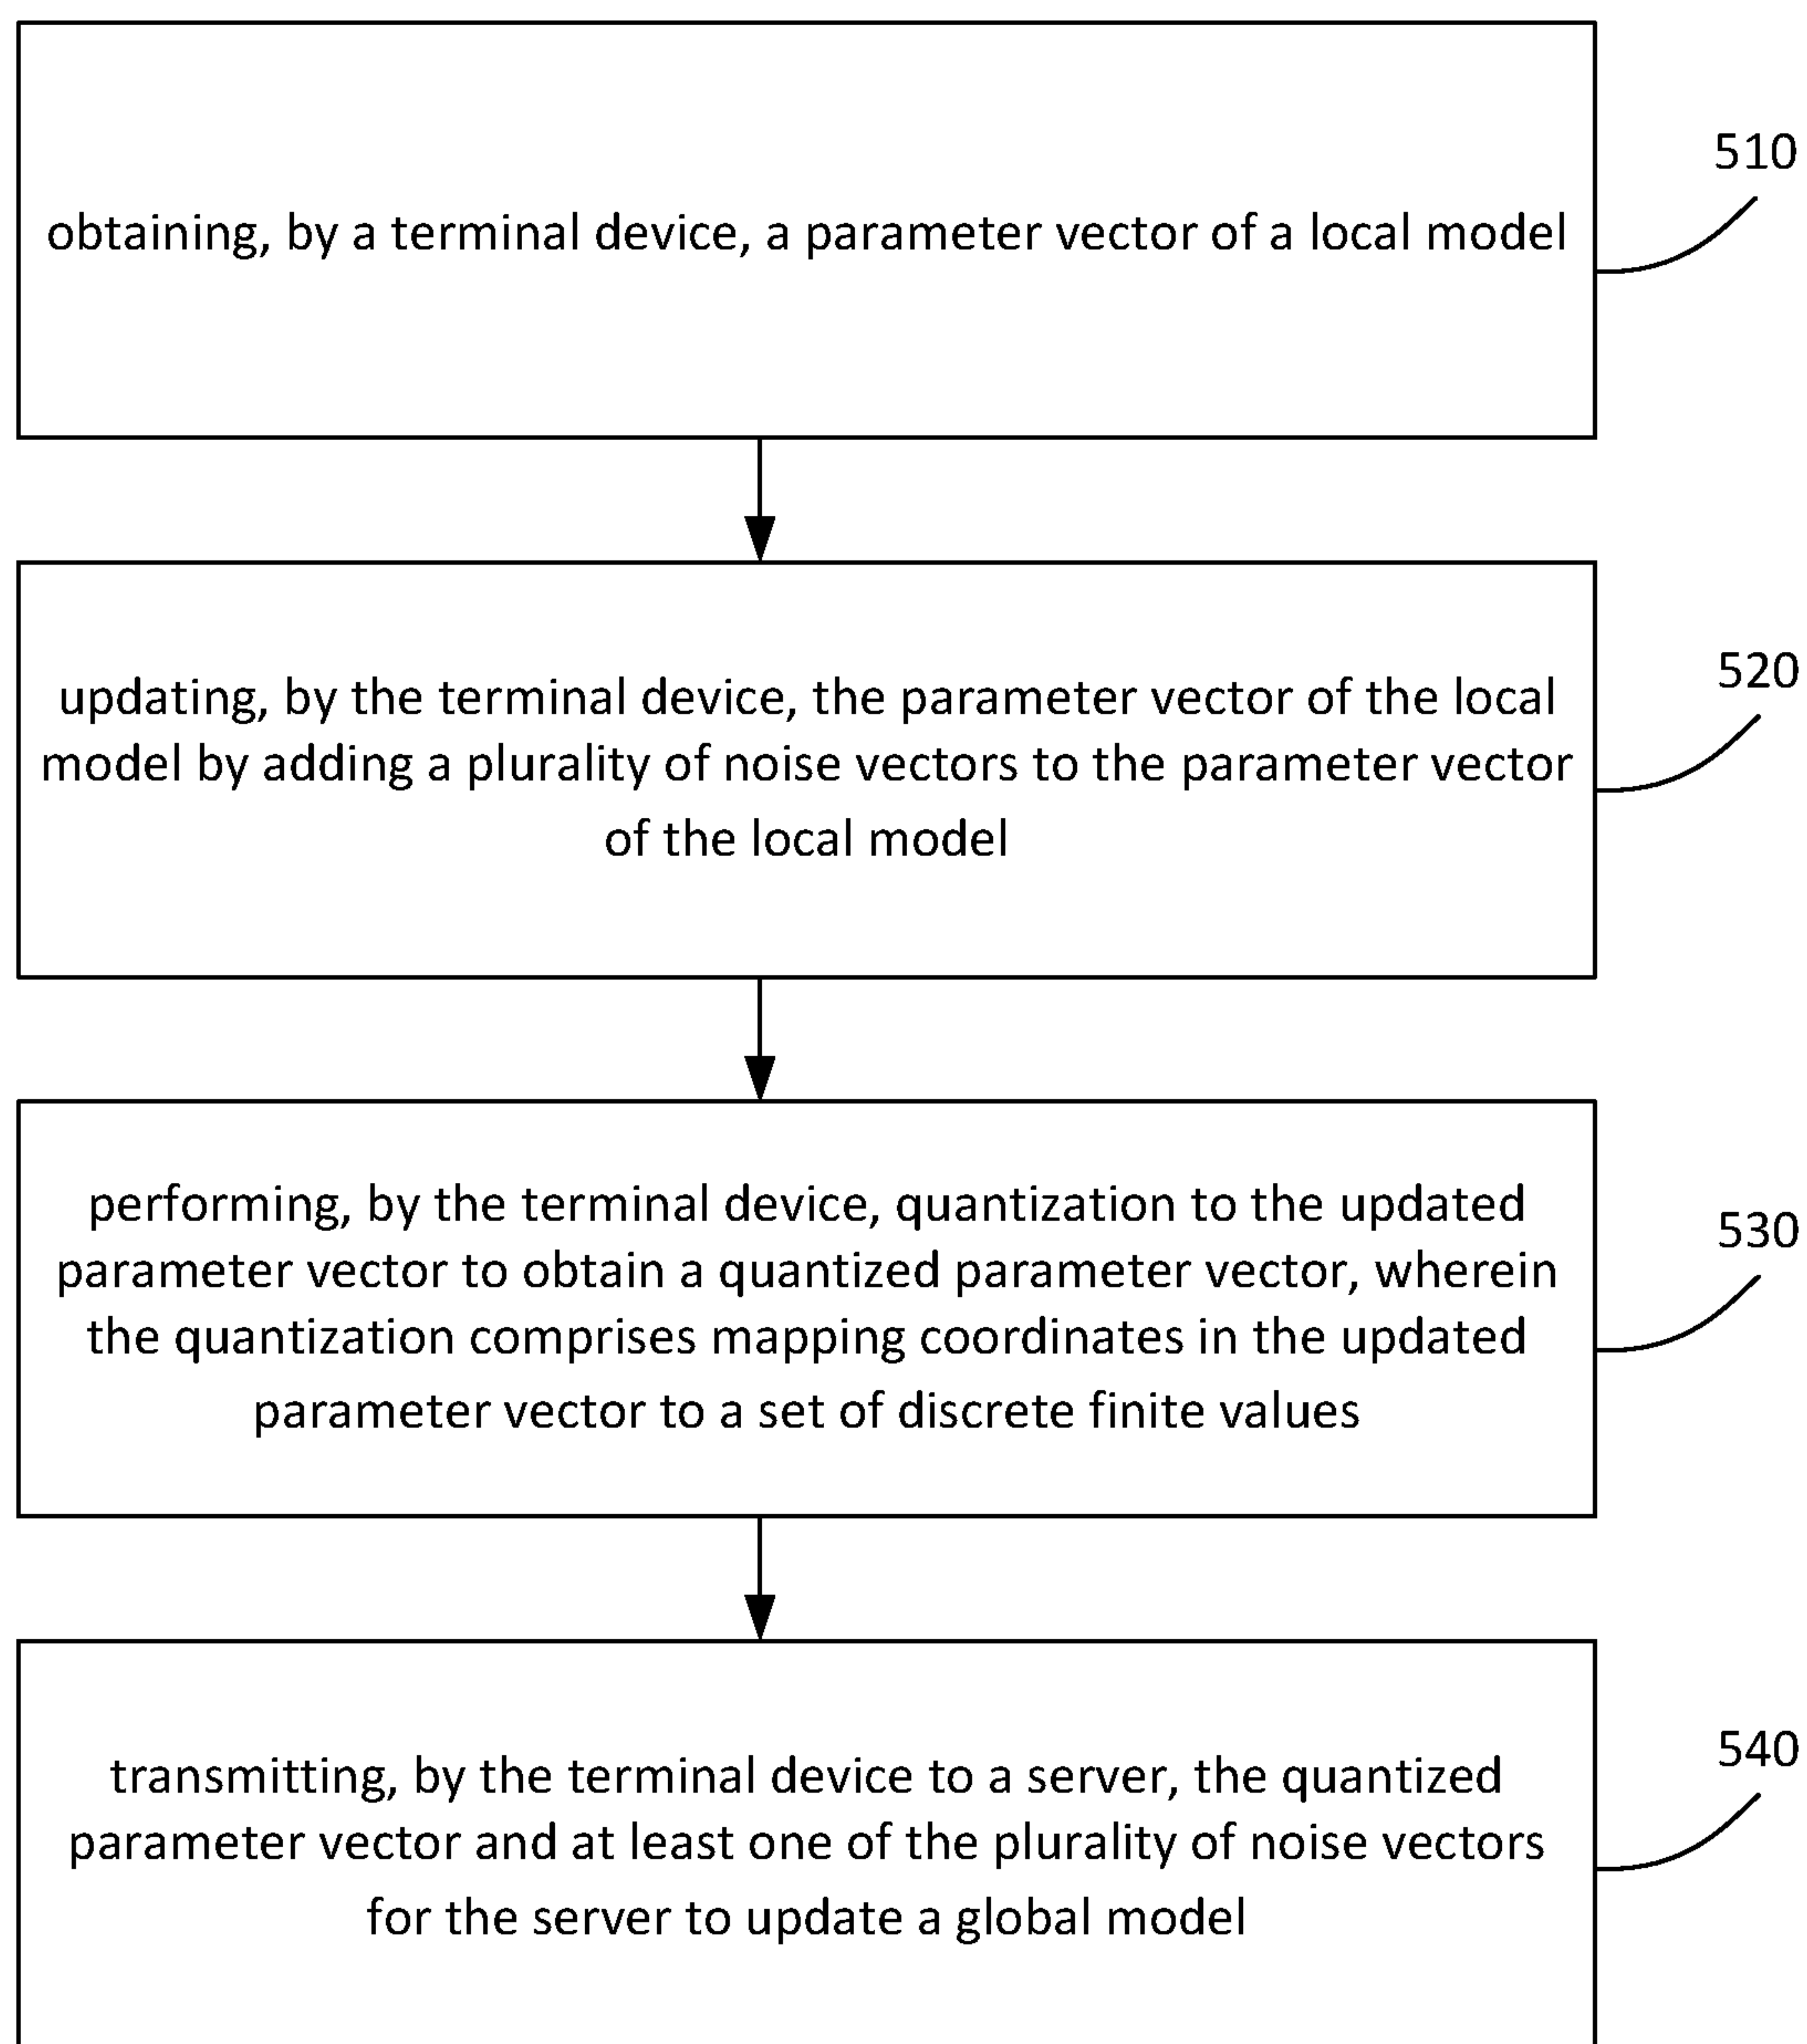 510
obtaining, by a terminal device, a parameter vector of a local model
520
updating, by the terminal device, the parameter vector of the local
model by adding a plurality of noise vectors to the parameter vector
of the local model
530
performing, by the terminal device, quantization to the updated
parameter vector to obtain a quantized parameter vector, wherein
the quantization comprises mapping coordinates in the updated
parameter vector to a set of discrete finite values
540
transmitting, by the terminal device to a server, the quantized
parameter vector and at least one of the plurality of noise vectors
for the server to update a global model